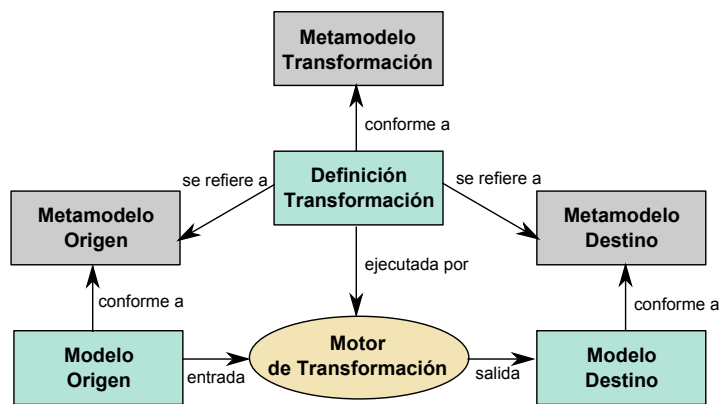 Metamodelo
Transformación
conforme a
Definición
Transformación
se refiere a
se refiere a
Metamodelo
Origen
Metamodelo
Destino
ejecutada por
conforme a
conforme a
Modelo
Origen
entrada
Motor
de Transformación
salida
Modelo
Destino